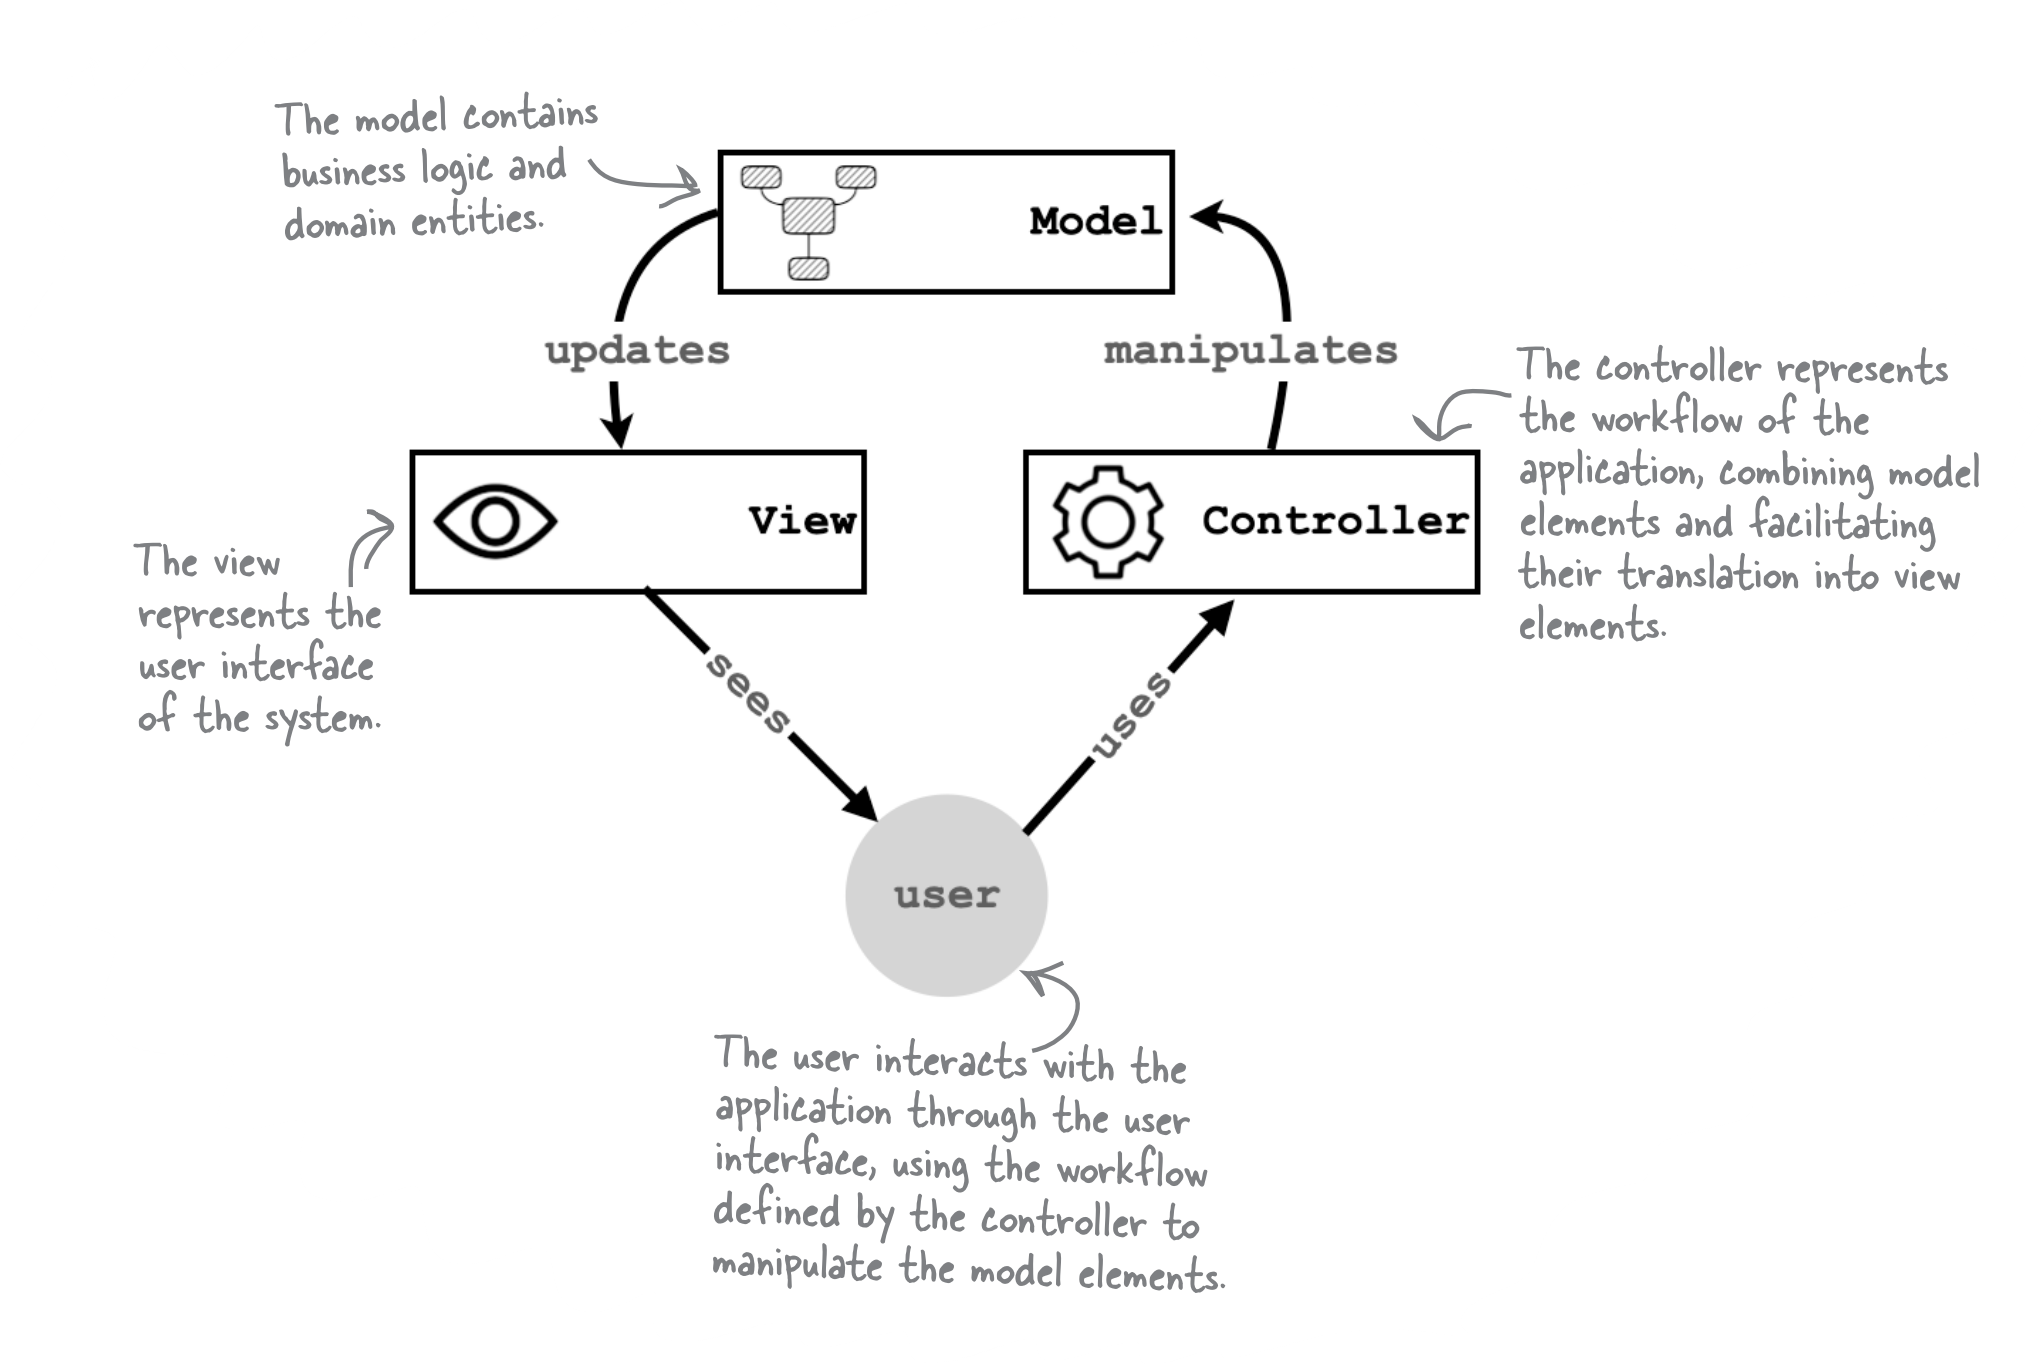 The model contains
business logic and
domain entities.
Model
updates
manipulates
The controller represents
the workflow of the
application, combining model
elements and facilitating
their translation into view
elements.
View
Controller
The view
represents the
user interface
of the system.
sees
uses
user
The user interacts with the
application through the user
interface, using the workflow
defined by the controller to
manipulate the model elements.